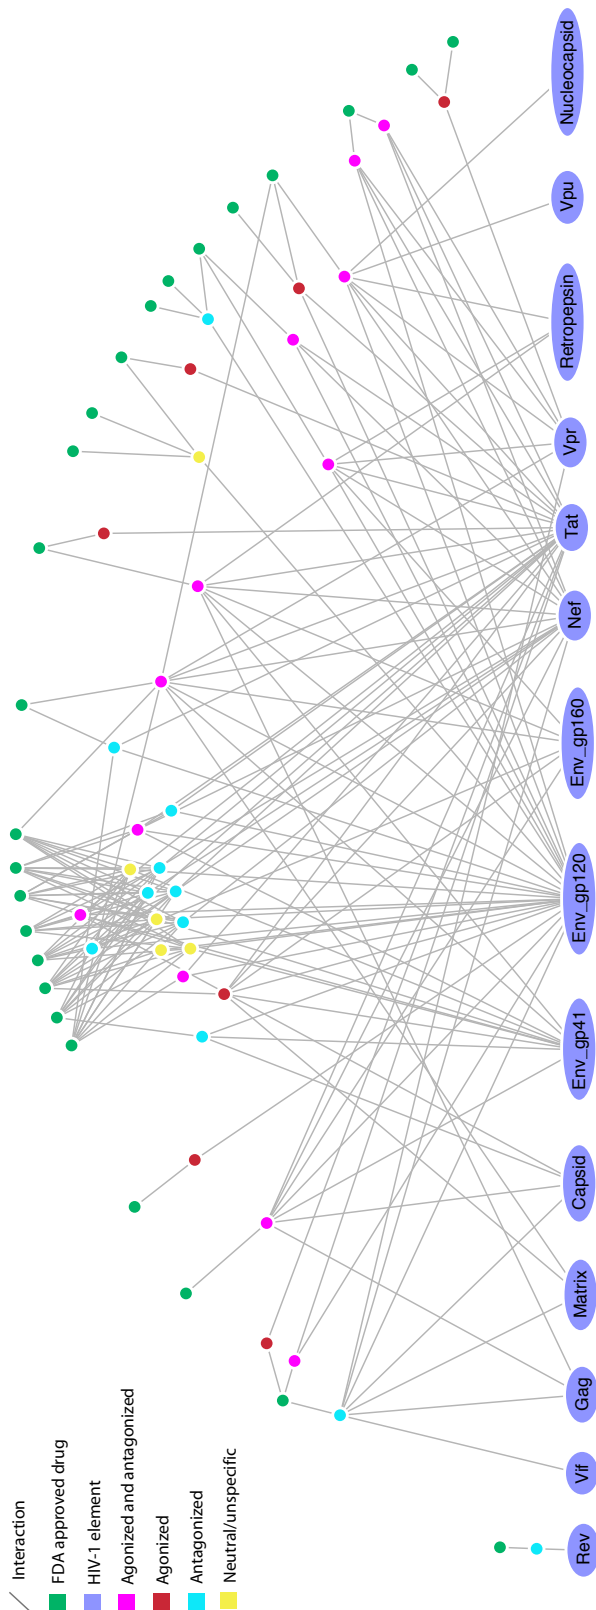 Interaction
FDA approved drug
HIV-1 element
Agonized and antagonized
Agonized
Antagonized
Neutral/unspecific
Rev
Vif
Gag
Matrix
Capsid
Env_gp41
Env_gp120
Env_gp160
Nef
Tat
Vpr
Retropepsin
Vpu
Nucleocapsid